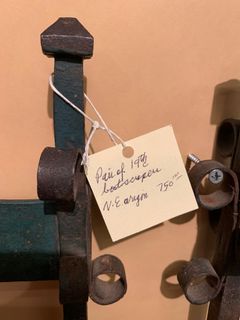 Pair of 19th
bootscrapers
N.E origin 750.00